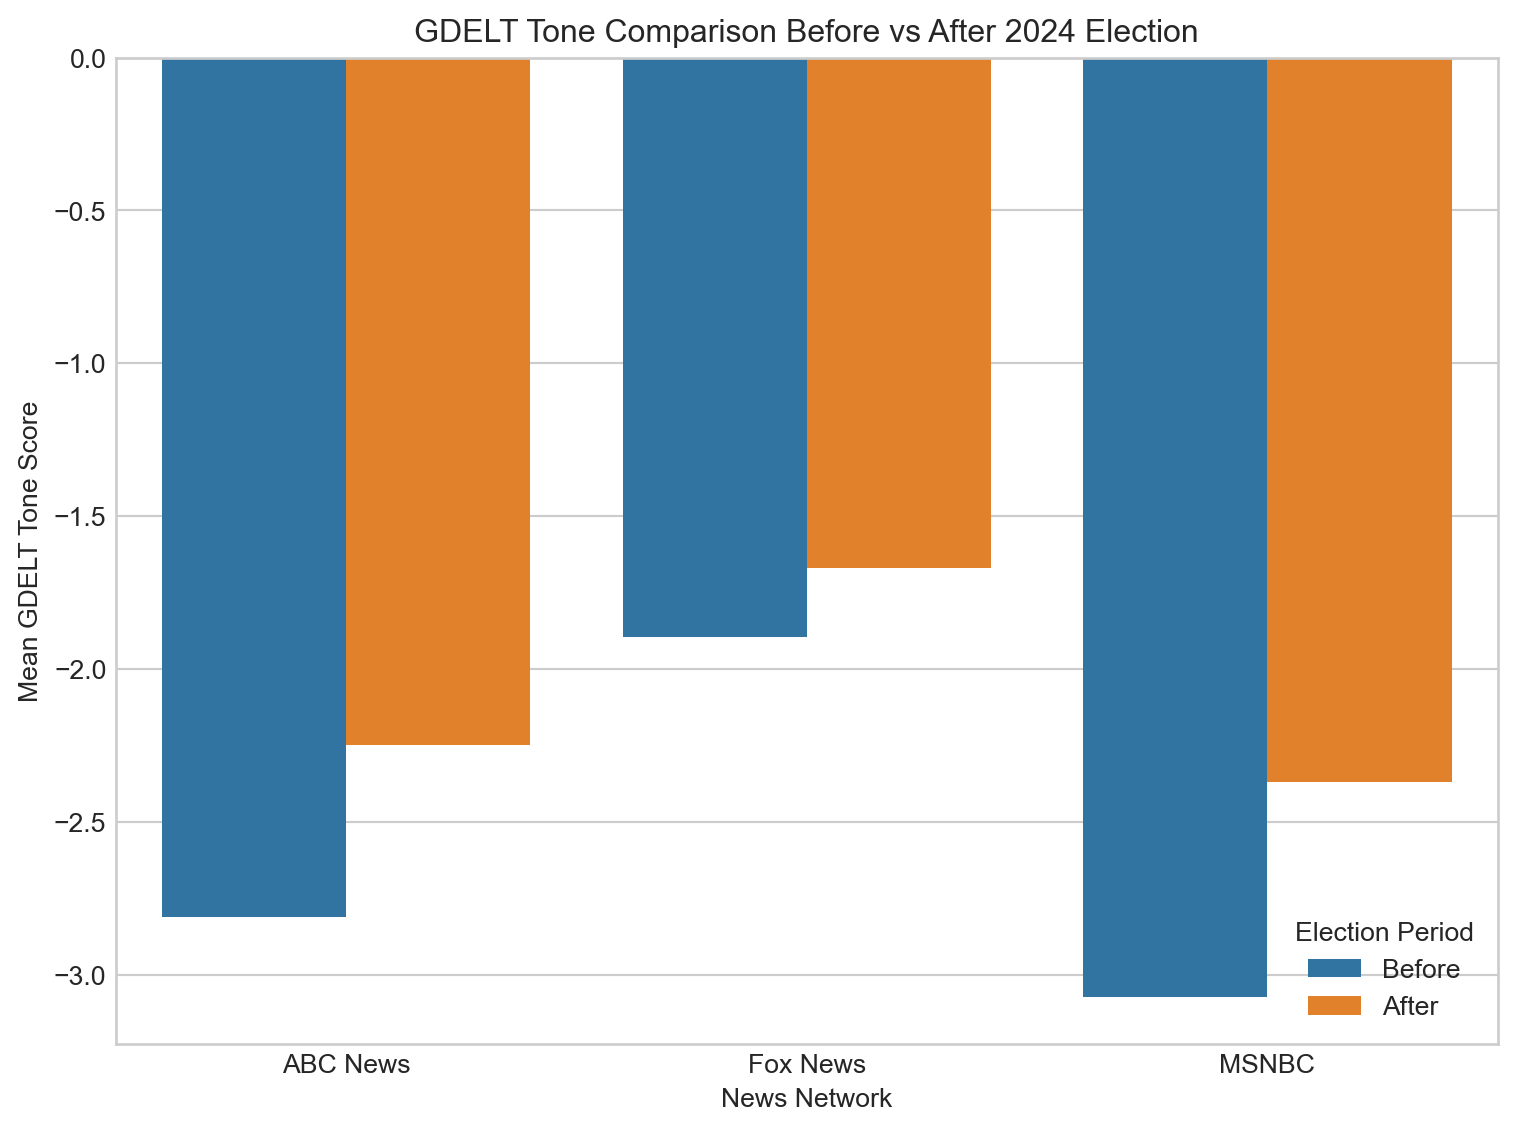 GDELT Tone Comparison Before vs After 2024 Election
0.0
−0.5
−1.0
−1.5
−2.0
−2.5
−3.0
Mean GDELT Tone Score
Election Period
Before
After
ABC News
Fox News
MSNBC
News Network